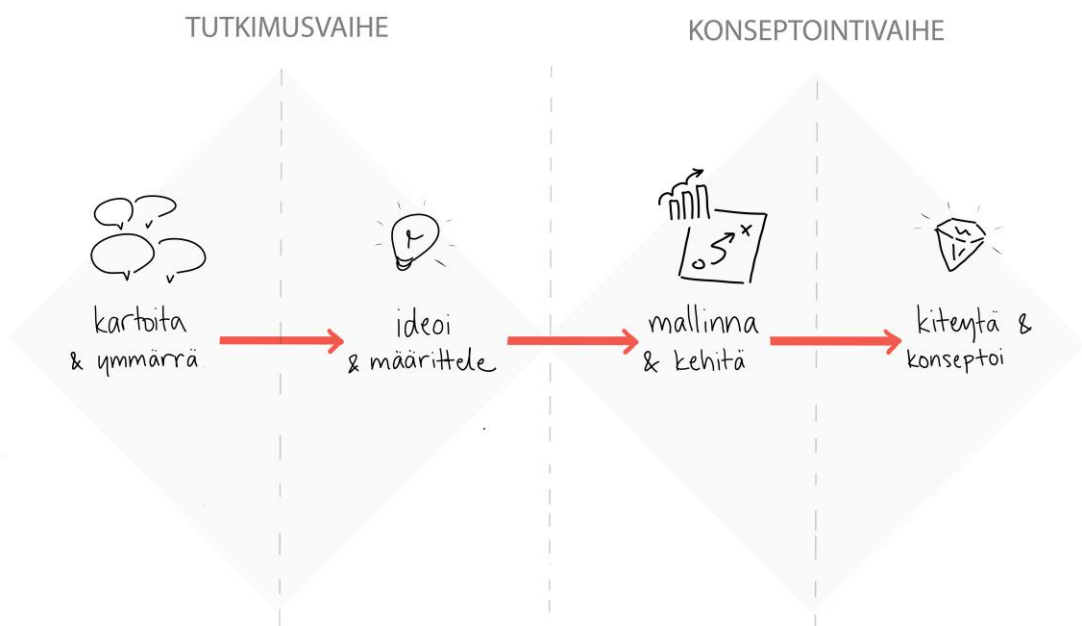 TUTKIMUSVAIHE
KONSEPTOINTIVAIHE
kartoita
& ymmärrä
ideoi
& määrittele
mallinna
& kehitä
kiteytä &
konseptoi